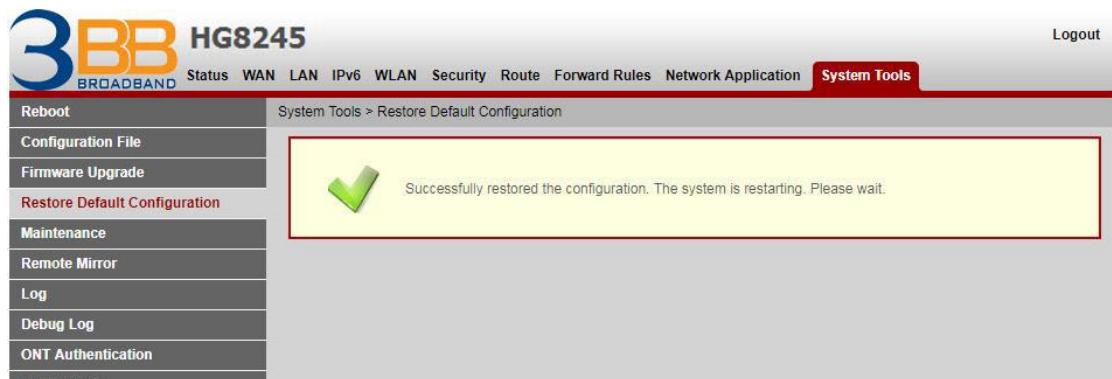 3BB
BROADBAND
HG8245
Logout
Status WAN LAN IPv6 WLAN Security Route Forward Rules Network Application System Tools
Reboot
System Tools > Restore Default Configuration
Configuration File
Firmware Upgrade
Successfully restored the configuration. The system is restarting. Please wait.
Restore Default Configuration
Maintenance
Remote Mirror
Log
Debug Log
ONT Authentication